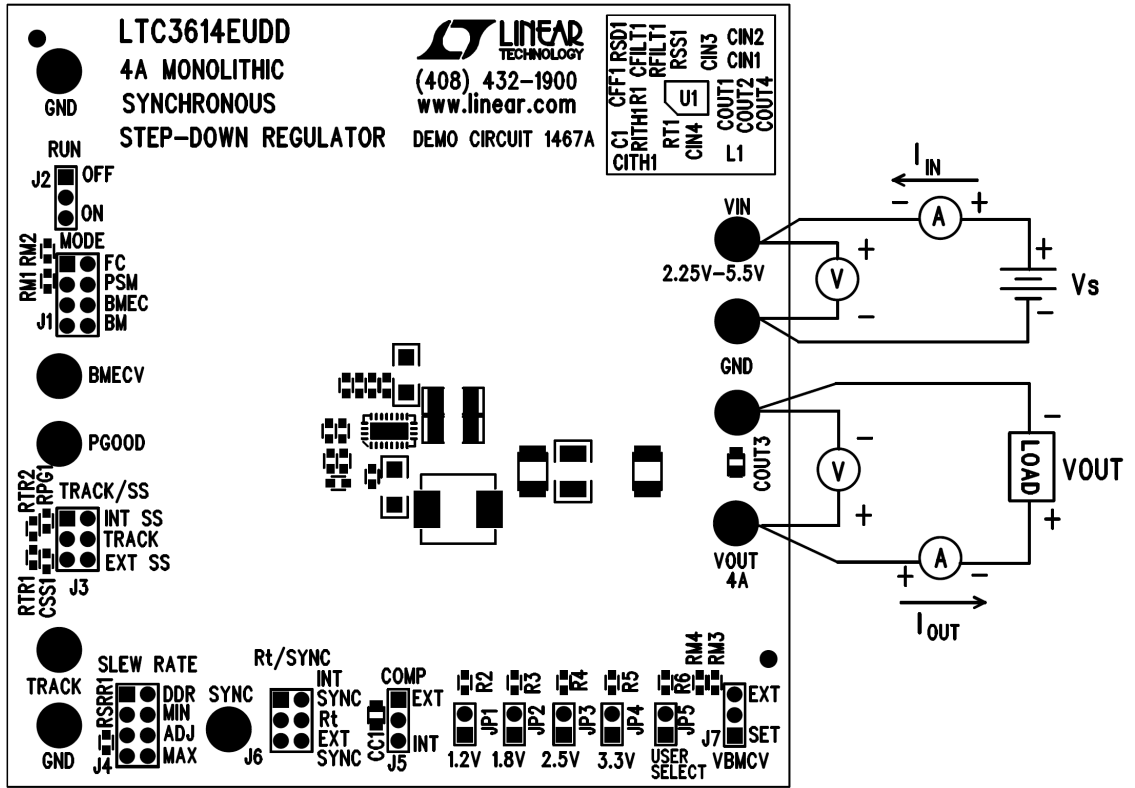 LTC3614EUDD
4A MONOLITHIC
SYNCHRONOUS
STEP-DOWN REGULATOR
LINEAR
TECHNOLOGY
(408) 432-1900
www.linear.com
DEMO CIRCUIT 1467A
CFF1
RSD1
CFILT1
RFILT1
RSS1
CIN3
CIN2
CIN1
C1
RITH1
R1
CITH1
RT1
U1
CIN4
COUT1
COUT2
COUT4
L1
GND
RUN
J2
OFF
ON
MODE
RM2
RM1
FC
PSM
BMEC
BM
J1
BMECV
PGOOD
TRACK/SS
RTR2
RPG1
INT SS
TRACK
EXT SS
RTR1
CSS1
J3
TRACK
GND
SLEW RATE
RSRR1
DDR
MIN
ADJ
MAX
J4
SYNC
Rt/SYNC
INT
SYNC
Rt
EXT
SYNC
J6
COMP
EXT
INT
CC1
J5
R2
JP1
1.2V
R3
JP2
1.8V
R4
JP3
2.5V
R5
JP4
3.3V
R6
JP5
USER
SELECT
RM4
RM3
EXT
SET
J7
VBMCV
VIN
2.25V-5.5V
GND
COUT3
VOUT
4A
IIN
- A +
+
V
-
+
Vs
-
-
V
+
-
LOAD
VOUT
+
+ A -
IOUT